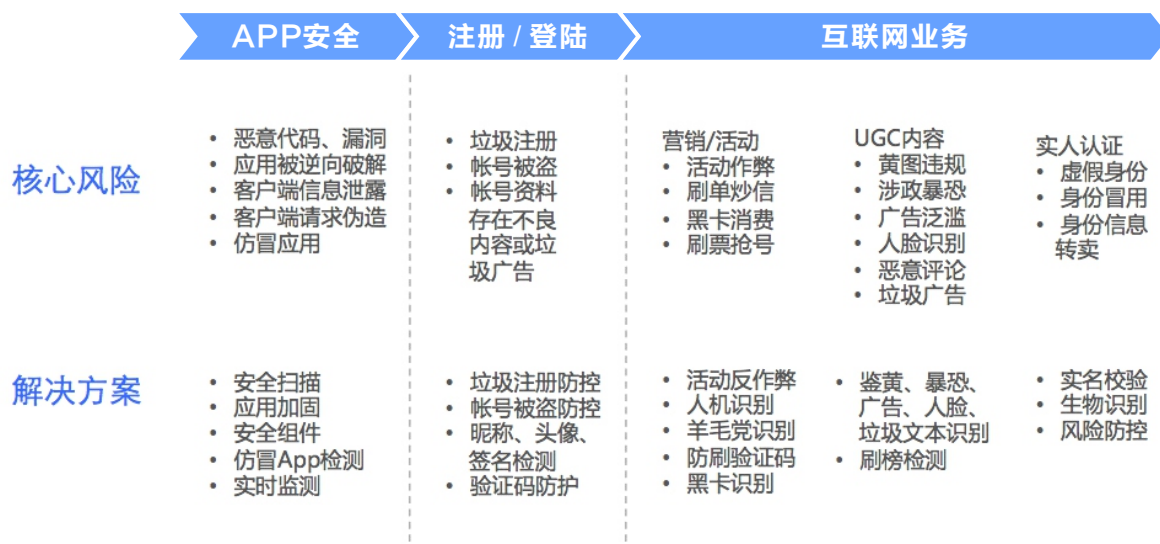 APP安全
注册 / 登陆
互联网业务
核心风险
• 恶意代码、漏洞
• 应用被逆向破解
• 客户端信息泄露
• 客户端请求伪造
• 仿冒应用
• 垃圾注册
• 帐号被盗
• 帐号资料
存在不良
内容或垃
圾广告
营销/活动
• 活动作弊
• 刷单炒信
• 黑卡消费
• 刷票抢号
UGC内容
• 黄图违规
• 涉政暴恐
• 广告泛滥
• 人脸识别
• 恶意评论
• 垃圾广告
实人认证
• 虚假身份
• 身份冒用
• 身份信息
转卖
解决方案
• 安全扫描
• 应用加固
• 安全组件
• 仿冒App检测
• 实时监测
• 垃圾注册防控
• 帐号被盗防控
• 昵称、头像、
签名检测
• 验证码防护
• 活动反作弊
• 人机识别
• 羊毛党识别
• 防刷验证码
• 黑卡识别
• 鉴黄、暴恐、
广告、人脸、
垃圾文本识别
• 刷榜检测
• 实名校验
• 生物识别
• 风险防控